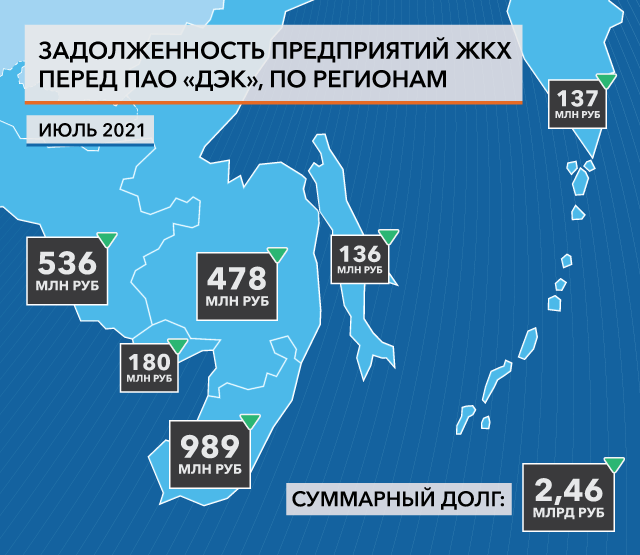 ЗАДОЛЖЕННОСТЬ ПРЕДПРИЯТИЙ ЖКХ
ПЕРЕД ПАО «ДЭК», ПО РЕГИОНАМ
ИЮЛЬ 2021
137
МЛН РУБ
536
МЛН РУБ
478
МЛН РУБ
136
МЛН РУБ
180
МЛН РУБ
989
МЛН РУБ
СУММАРНЫЙ ДОЛГ:
2,46
МЛРД РУБ